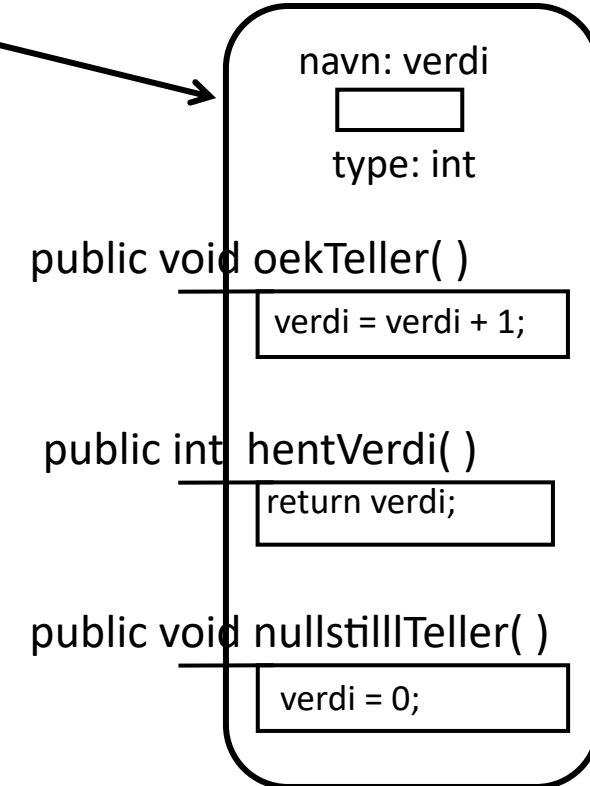 navn: verdi
type: int
public void oekTeller( )
verdi = verdi + 1;
public int hentVerdi( )
return verdi;
public void nullstilllTeller( )
verdi = 0;